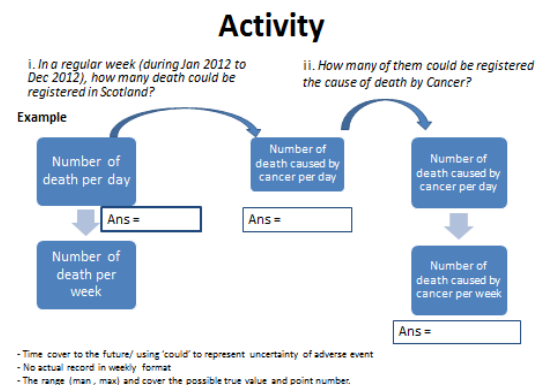 Activity
i. In a regular week (during Jan 2012 to
Dec 2012), how many death could be
registered in Scotland?
ii. How many of them could be registered
the cause of death by Cancer?
Example
Number of
death per day
Ans =
Number of
death per
week
Number of
death caused by
cancer per day
Ans =
Number of
death caused by
cancer per day
Number of
death caused by
cancer per week
Ans =
- Time cover to the future/ using 'could' to represent uncertainty of adverse event
- No actual record in weekly format
- The range (man , max) and cover the possible true value and point number.